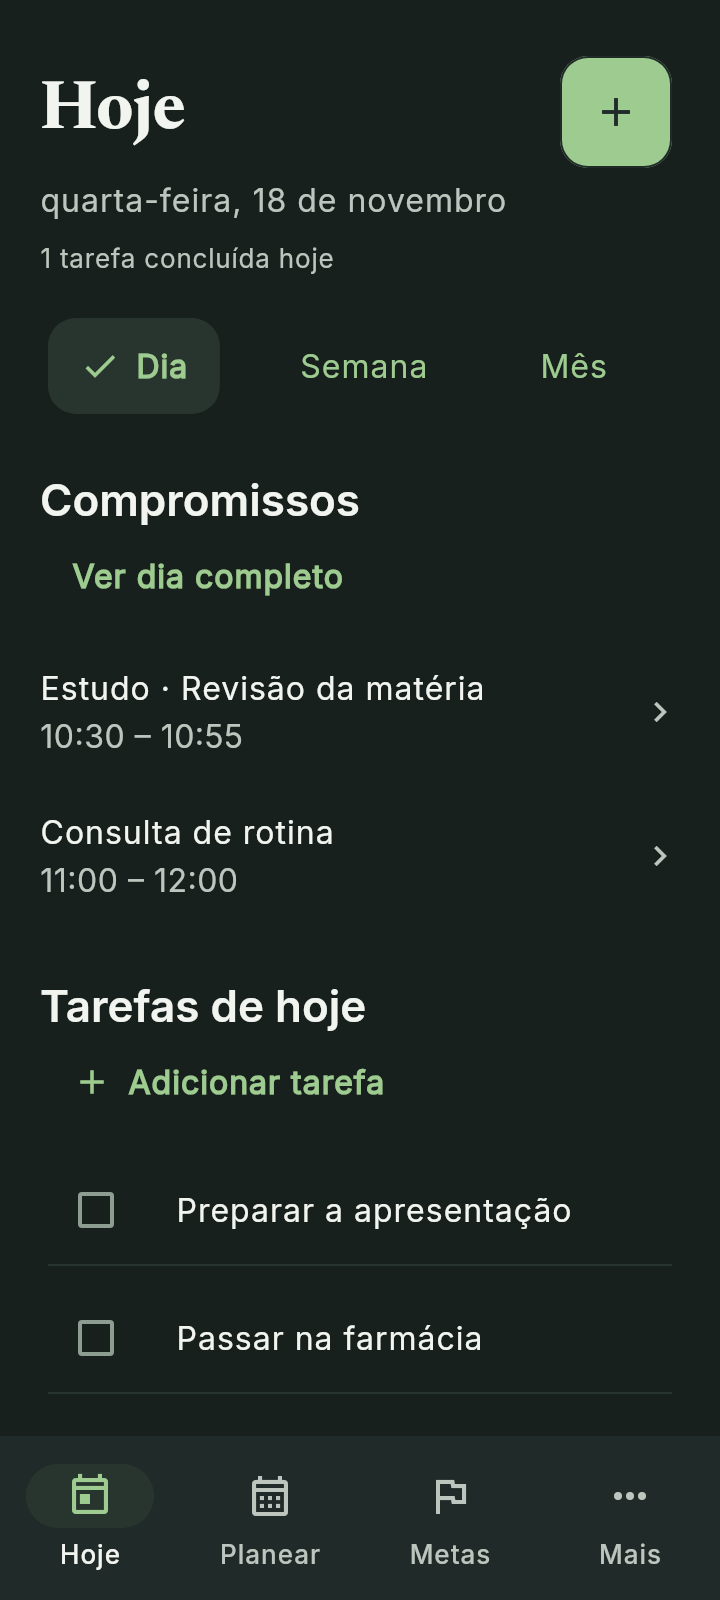 Hoje
quarta-feira, 18 de novembro
1 tarefa concluída hoje
Dia
Semana
Mês
Compromissos
Ver dia completo
Estudo · Revisão da matéria
10:30 – 10:55
Consulta de rotina
11:00 – 12:00
Tarefas de hoje
Adicionar tarefa
Preparar a apresentação
Passar na farmácia
Hoje
Planear
Metas
Mais